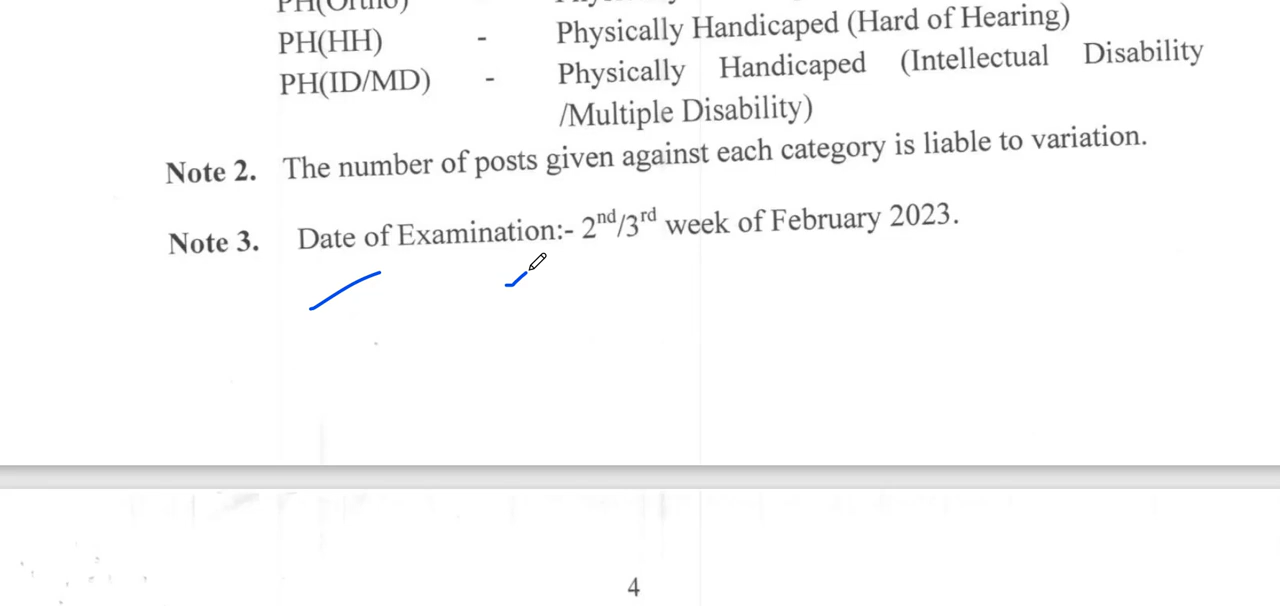 PH(Ortho)
PH(HH) - Physically Handicaped (Hard of Hearing)
PH(ID/MD) - Physically Handicaped (Intellectual Disability
/Multiple Disability)
Note 2. The number of posts given against each category is liable to variation.
Note 3. Date of Examination:- 2nd/3rd week of February 2023.
4